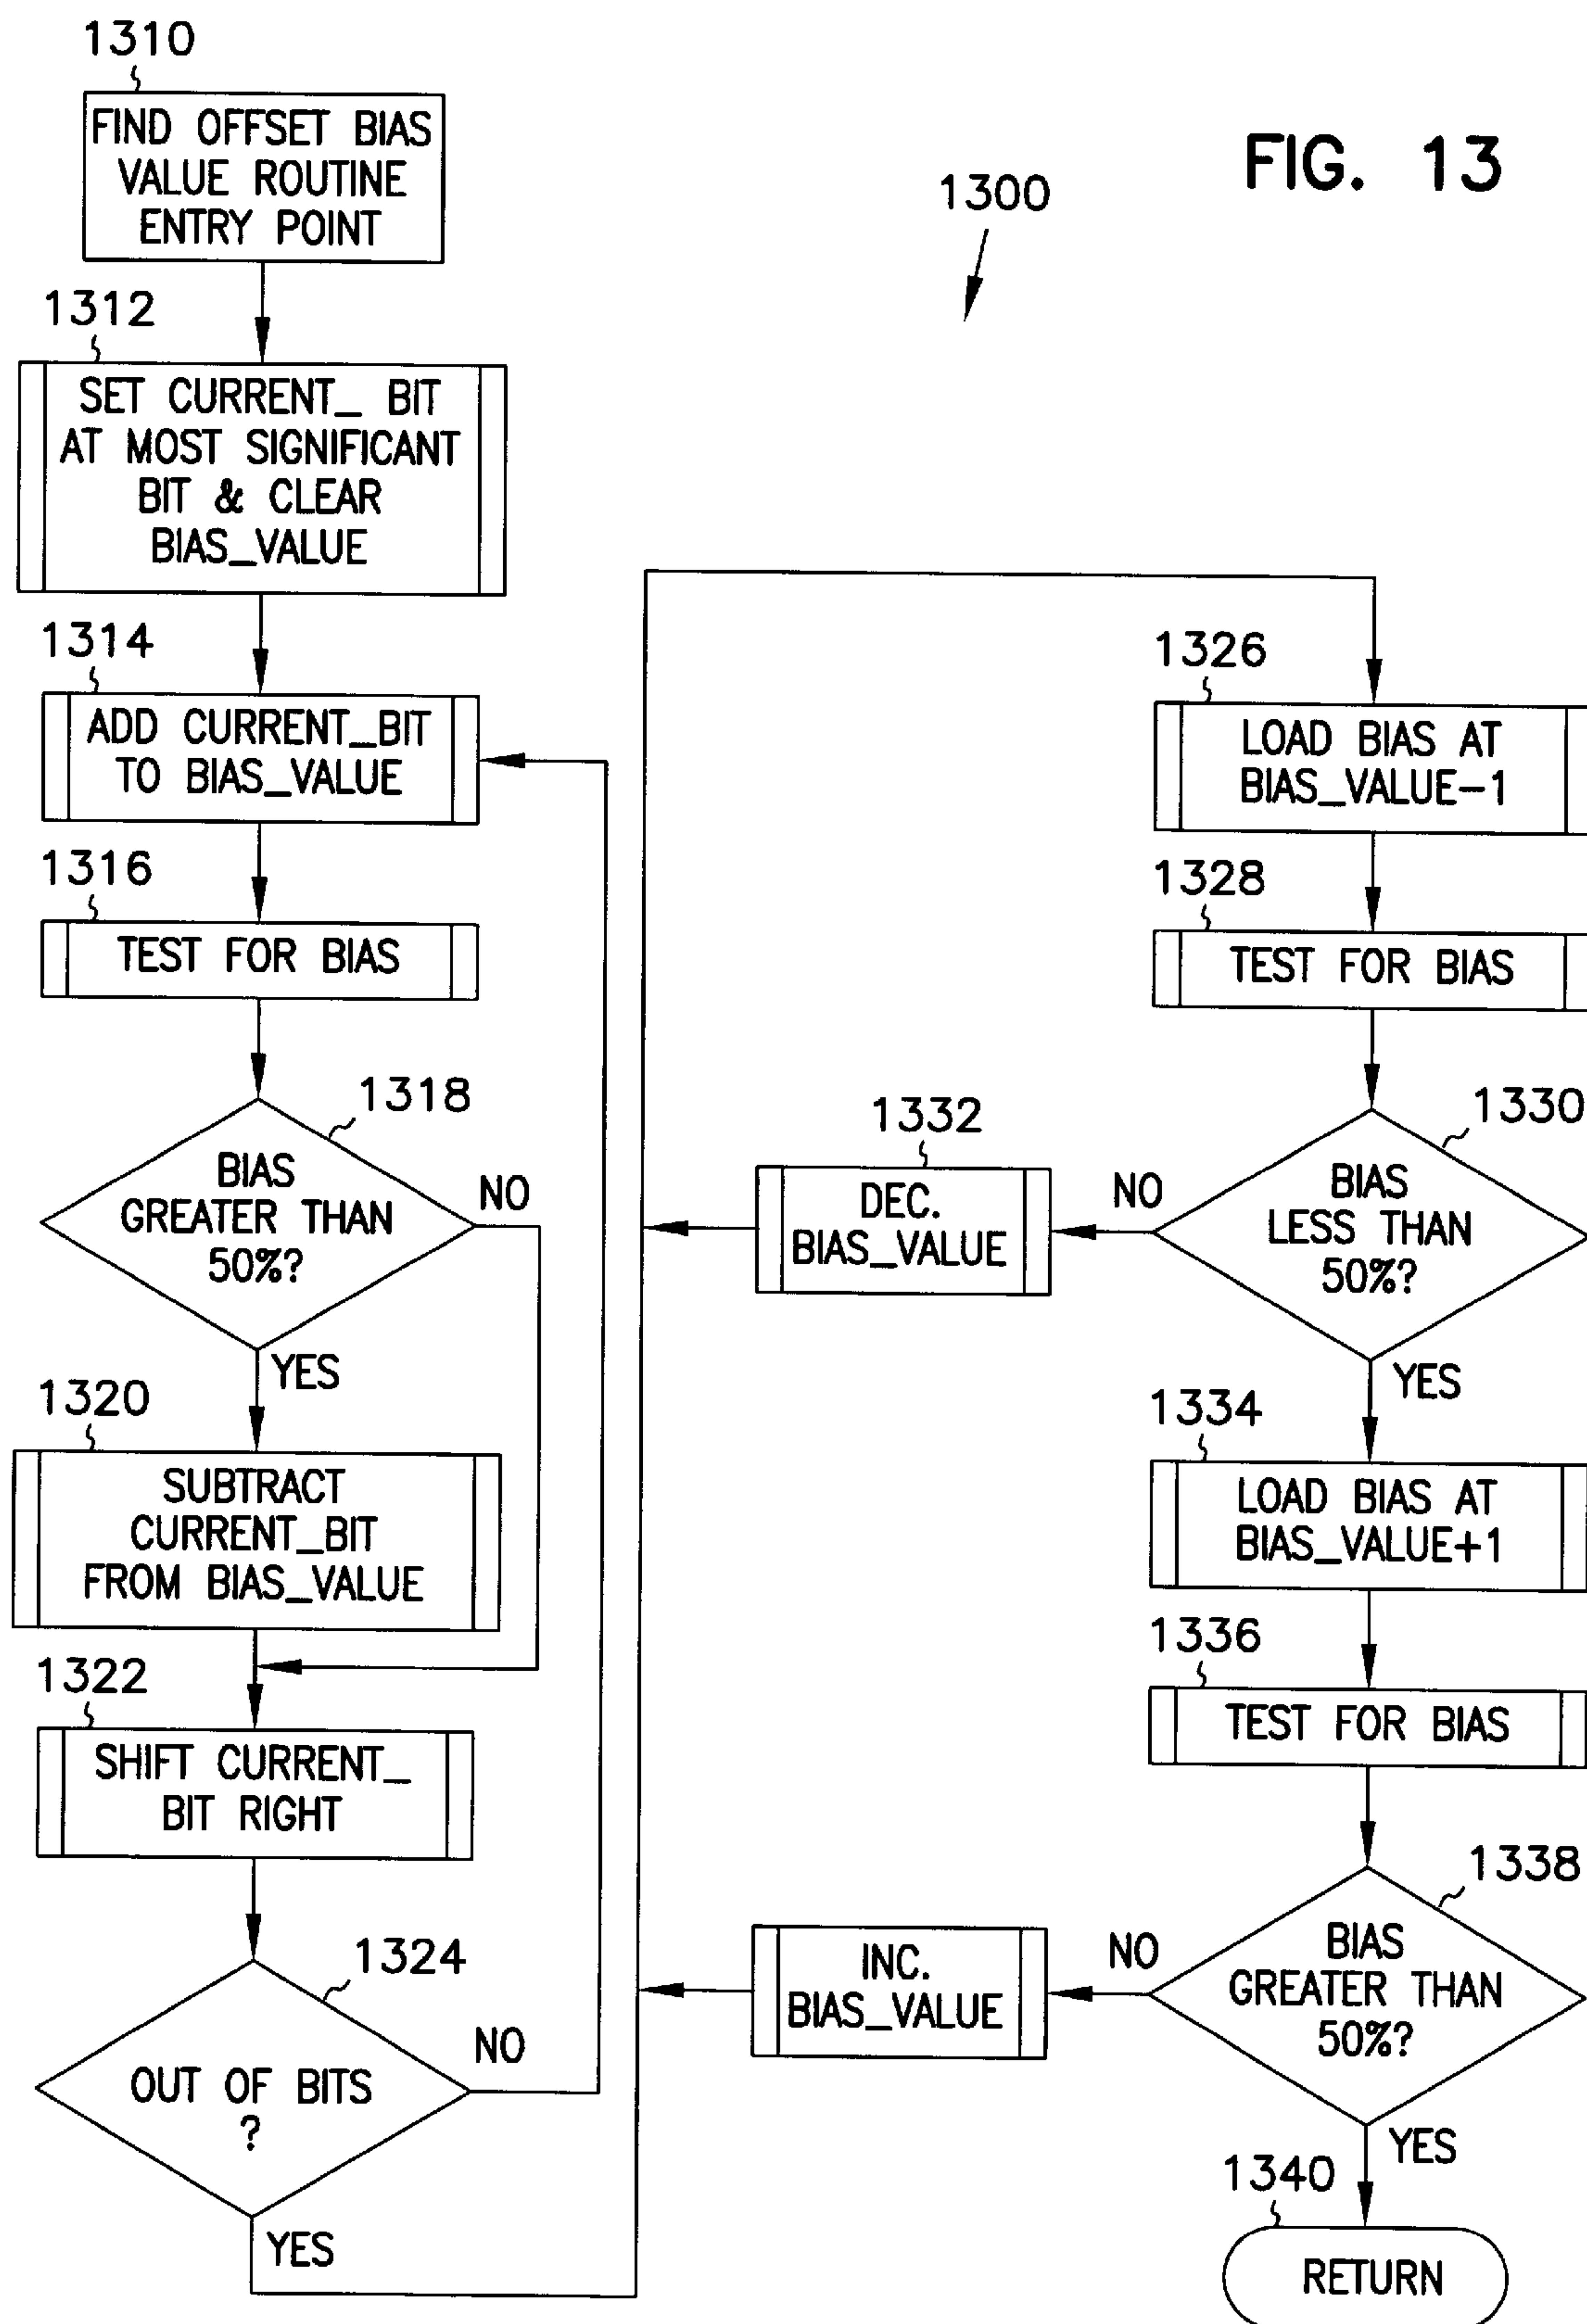 FIG. 13
1300
1310
FIND OFFSET BIAS
VALUE ROUTINE
ENTRY POINT
1312
SET CURRENT_ BIT
AT MOST SIGNIFICANT
BIT & CLEAR
BIAS_VALUE
1314
ADD CURRENT_BIT
TO BIAS_VALUE
1316
TEST FOR BIAS
1318
BIAS
GREATER THAN
50%?
NO
YES
1320
SUBTRACT
CURRENT_BIT
FROM BIAS_VALUE
1322
SHIFT CURRENT_
BIT RIGHT
1324
OUT OF BITS
?
NO
YES
1326
LOAD BIAS AT
BIAS_VALUE−1
1328
TEST FOR BIAS
1330
BIAS
LESS THAN
50%?
NO
1332
DEC.
BIAS_VALUE
YES
1334
LOAD BIAS AT
BIAS_VALUE+1
1336
TEST FOR BIAS
1338
BIAS
GREATER THAN
50%?
NO
INC.
BIAS_VALUE
YES
1340
RETURN